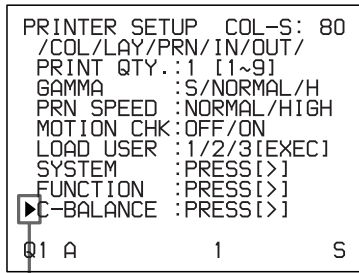 PRINTER SETUP COL-S: 80
/COL/LAY/PRN/IN/OUT/
PRINT QTY.:1 [1~9]
GAMMA :S/NORMAL/H
PRN SPEED :NORMAL/HIGH
MOTION CHK:OFF/ON
LOAD USER :1/2/3[EXEC]
SYSTEM :PRESS[>]
FUNCTION :PRESS[>]
C-BALANCE :PRESS[>]
Q1 A 1 S